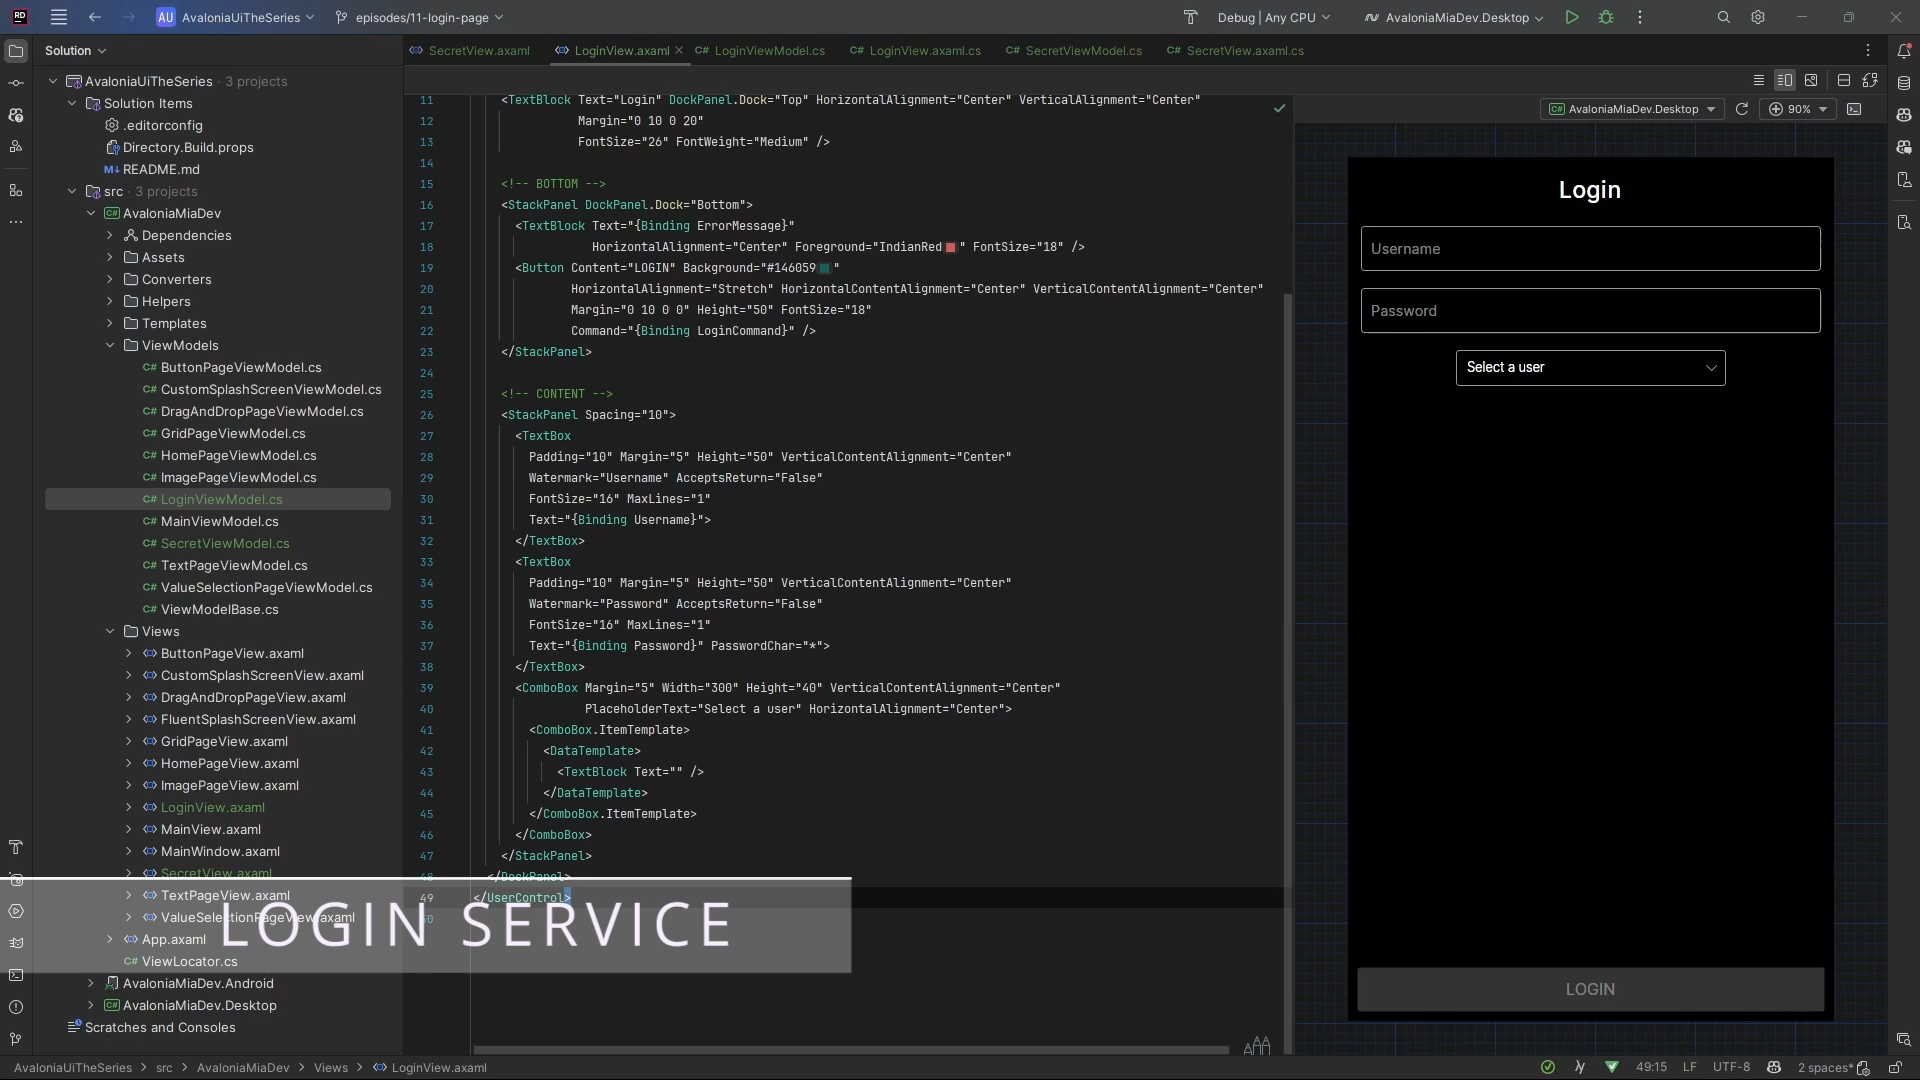 AU AvaloniaUiTheSeries episodes/11-login-page Debug | Any CPU AvaloniaMiaDev.Desktop
Solution
SecretView.axaml LoginView.axaml LoginViewModel.cs LoginView.axaml.cs SecretViewModel.cs SecretView.axaml.cs
AvaloniaUiTheSeries · 3 projects
Solution Items
.editorconfig
Directory.Build.props
README.md
src · 3 projects
AvaloniaMiaDev
Dependencies
Assets
Converters
Helpers
Templates
ViewModels
ButtonPageViewModel.cs
CustomSplashScreenViewModel.cs
DragAndDropPageViewModel.cs
GridPageViewModel.cs
HomePageViewModel.cs
ImagePageViewModel.cs
LoginViewModel.cs
MainViewModel.cs
SecretViewModel.cs
TextPageViewModel.cs
ValueSelectionPageViewModel.cs
ViewModelBase.cs
Views
ButtonPageView.axaml
CustomSplashScreenView.axaml
DragAndDropPageView.axaml
FluentSplashScreenView.axaml
GridPageView.axaml
HomePageView.axaml
ImagePageView.axaml
LoginView.axaml
MainView.axaml
MainWindow.axaml
SecretView.axaml
TextPageView.axaml
ValueSelectionPageView.axaml
App.axaml
ViewLocator.cs
AvaloniaMiaDev.Android
AvaloniaMiaDev.Desktop
Scratches and Consoles
11 <TextBlock Text="Login" DockPanel.Dock="Top" HorizontalAlignment="Center" VerticalAlignment="Center"
12 Margin="0 10 0 20"
13 FontSize="26" FontWeight="Medium" />
14
15 <!-- BOTTOM -->
16 <StackPanel DockPanel.Dock="Bottom">
17 <TextBlock Text="{Binding ErrorMessage}"
18 HorizontalAlignment="Center" Foreground="IndianRed" FontSize="18" />
19 <Button Content="LOGIN" Background="#146059"
20 HorizontalAlignment="Stretch" HorizontalContentAlignment="Center" VerticalContentAlignment="Center"
21 Margin="0 10 0 0" Height="50" FontSize="18"
22 Command="{Binding LoginCommand}" />
23 </StackPanel>
24
25 <!-- CONTENT -->
26 <StackPanel Spacing="10">
27 <TextBox
28 Padding="10" Margin="5" Height="50" VerticalContentAlignment="Center"
29 Watermark="Username" AcceptsReturn="False"
30 FontSize="16" MaxLines="1"
31 Text="{Binding Username}">
32 </TextBox>
33 <TextBox
34 Padding="10" Margin="5" Height="50" VerticalContentAlignment="Center"
35 Watermark="Password" AcceptsReturn="False"
36 FontSize="16" MaxLines="1"
37 Text="{Binding Password}" PasswordChar="*">
38 </TextBox>
39 <ComboBox Margin="5" Width="300" Height="40" VerticalContentAlignment="Center"
40 PlaceholderText="Select a user" HorizontalAlignment="Center">
41 <ComboBox.ItemTemplate>
42 <DataTemplate>
43 <TextBlock Text="" />
44 </DataTemplate>
45 </ComboBox.ItemTemplate>
46 </ComboBox>
47 </StackPanel>
48 </DockPanel>
49 </UserControl>
50
AvaloniaMiaDev.Desktop 90%
Login
Username
Password
Select a user
LOGIN
LOGIN SERVICE
AvaloniaUiTheSeries > src > AvaloniaMiaDev > Views > LoginView.axaml
49:15 LF UTF-8 2 spaces*